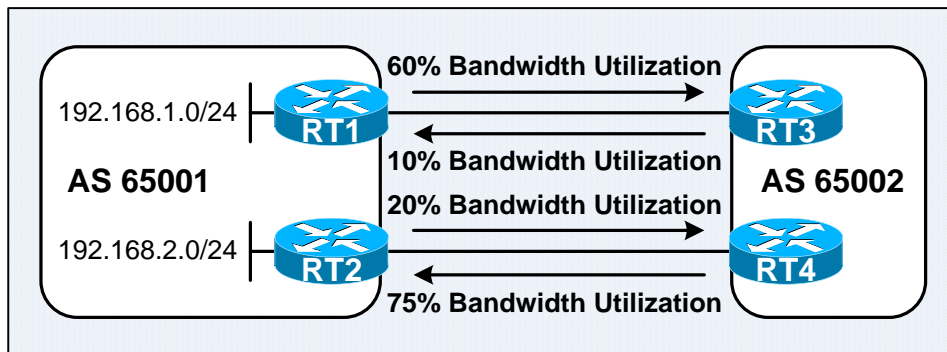 60% Bandwidth Utilization
192.168.1.0/24
RT1
RT3
10% Bandwidth Utilization
AS 65001
AS 65002
20% Bandwidth Utilization
192.168.2.0/24
RT2
RT4
75% Bandwidth Utilization